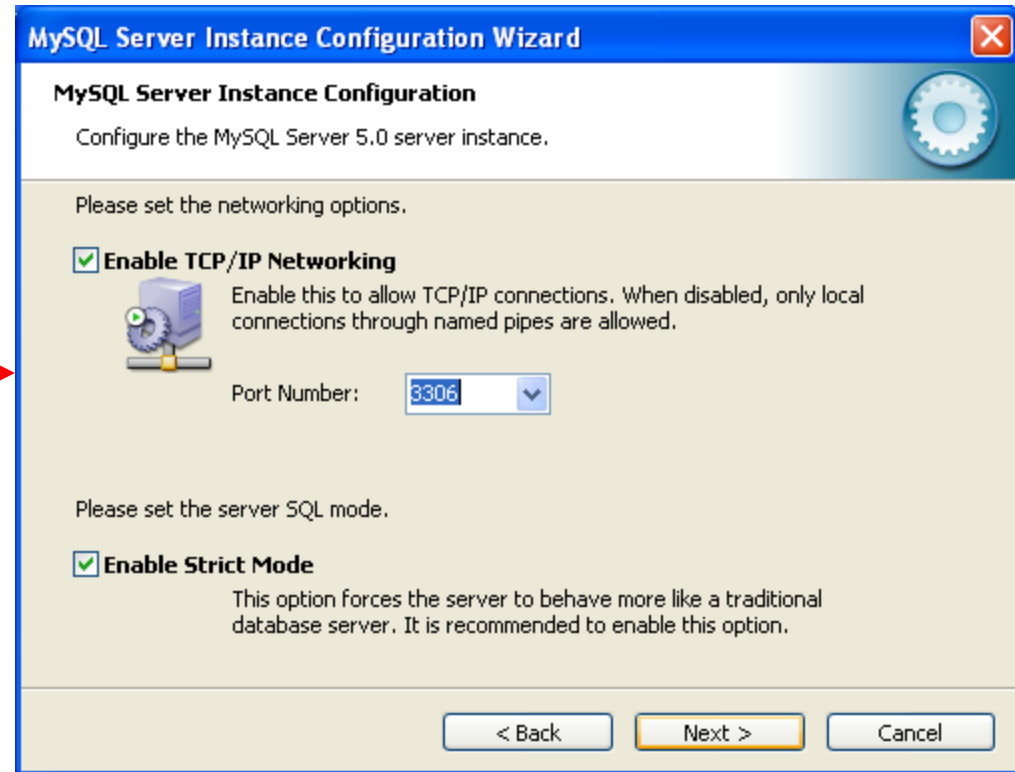 MySQL Server Instance Configuration Wizard
MySQL Server Instance Configuration
Configure the MySQL Server 5.0 server instance.
Please set the networking options.
Enable TCP/IP Networking
Enable this to allow TCP/IP connections. When disabled, only local
connections through named pipes are allowed.
Port Number: 3306
Please set the server SQL mode.
Enable Strict Mode
This option forces the server to behave more like a traditional
database server. It is recommended to enable this option.
< Back Next > Cancel